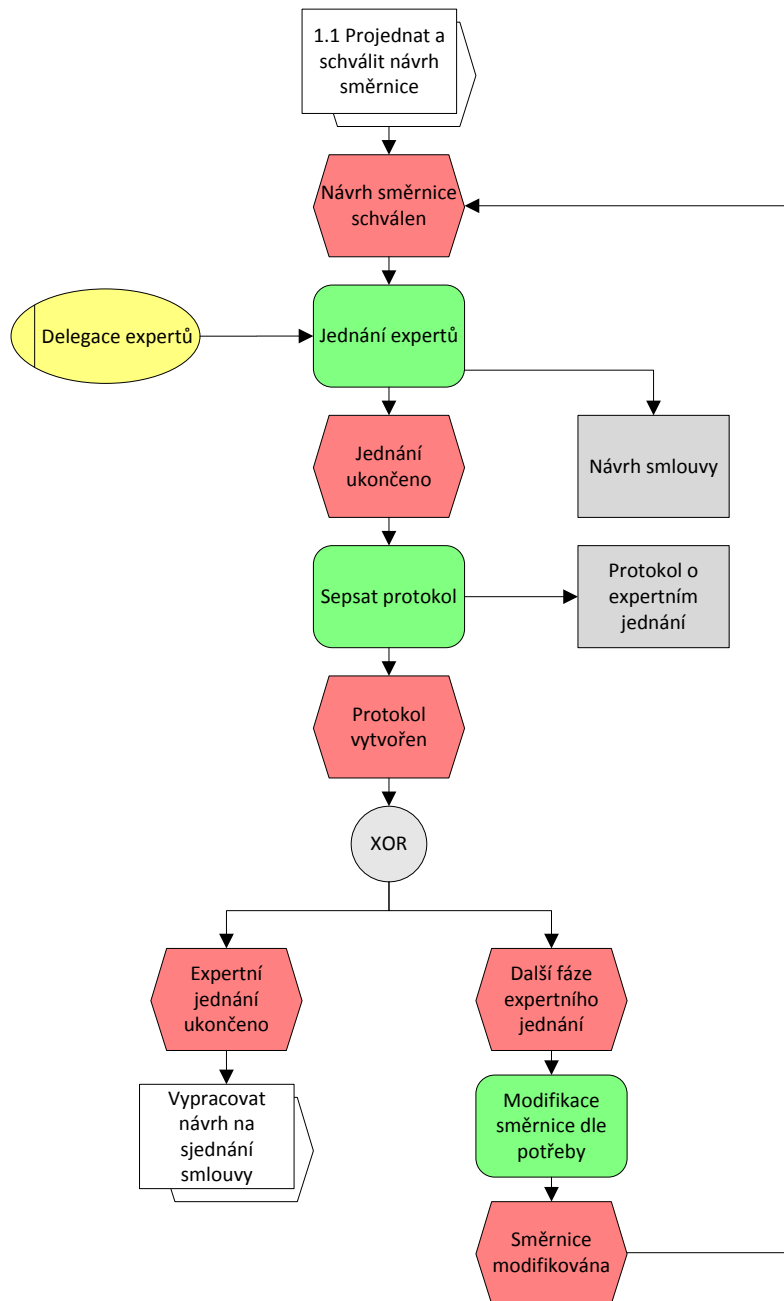 1.1 Projednat a
schválit návrh
směrnice
Návrh směrnice
schválen
Delegace expertů
Jednání expertů
Jednání
ukončeno
Návrh smlouvy
Sepsat protokol
Protokol o
expertním
jednání
Protokol
vytvořen
XOR
Expertní
jednání
ukončeno
Další fáze
expertního
jednání
Vypracovat
návrh na
sjednání
smlouvy
Modifikace
směrnice dle
potřeby
Směrnice
modifikována